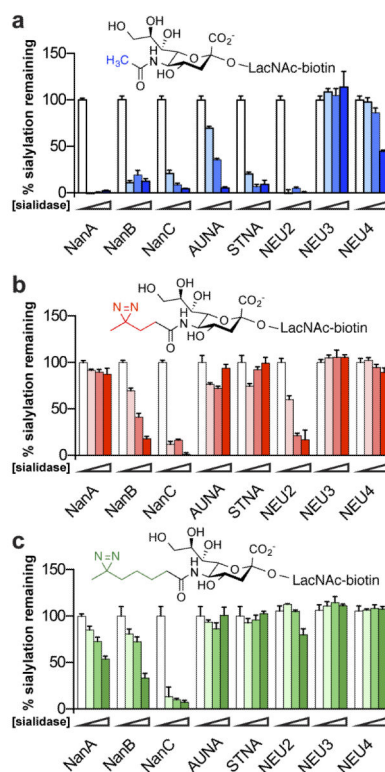 a
HO OH CO₂⁻
HO OH
H₃C N H O O LacNAc-biotin
O HO
% sialylation remaining
150
100
50
0
[sialidase]
NanA NanB NanC AUNA STNA NEU2 NEU3 NEU4
b
HO OH CO₂⁻
N=N HO OH
N H O O LacNAc-biotin
O HO
% sialylation remaining
150
100
50
0
[sialidase]
NanA NanB NanC AUNA STNA NEU2 NEU3 NEU4
c
HO OH CO₂⁻
N=N HO OH
N H O O LacNAc-biotin
O HO
% sialylation remaining
150
100
50
0
[sialidase]
NanA NanB NanC AUNA STNA NEU2 NEU3 NEU4